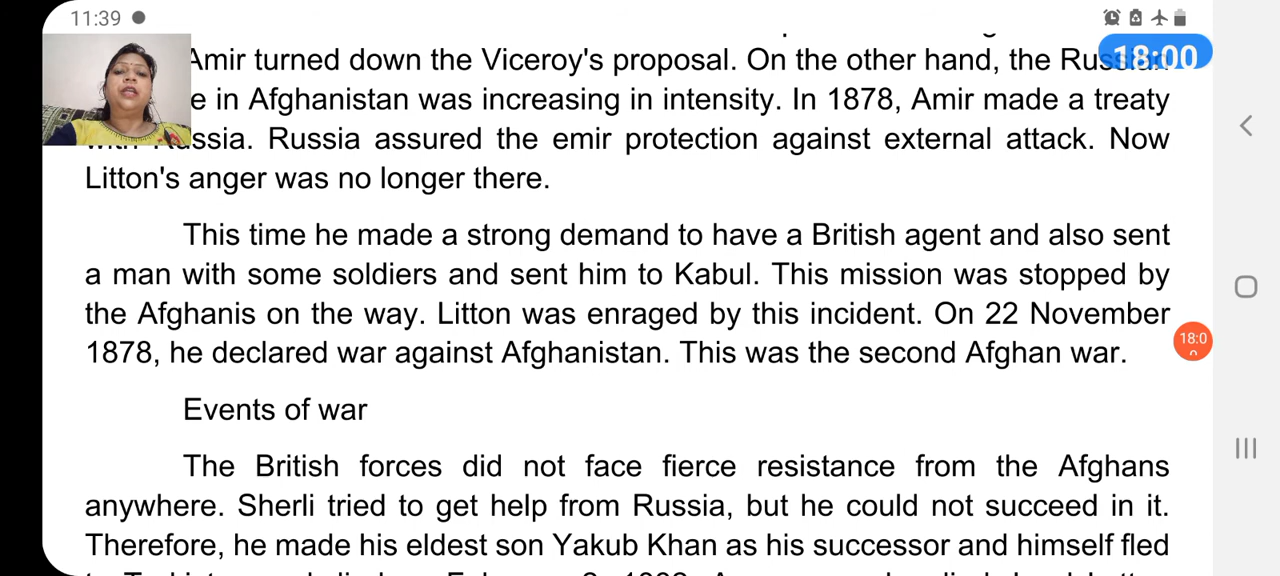 11:39
Amir turned down the Viceroy's proposal. On the other hand, the Russian
18:00
e in Afghanistan was increasing in intensity. In 1878, Amir made a treaty
with Russia. Russia assured the emir protection against external attack. Now
Litton's anger was no longer there.
This time he made a strong demand to have a British agent and also sent
a man with some soldiers and sent him to Kabul. This mission was stopped by
the Afghanis on the way. Litton was enraged by this incident. On 22 November
1878, he declared war against Afghanistan. This was the second Afghan war.
18:00
Events of war
The British forces did not face fierce resistance from the Afghans
anywhere. Sherli tried to get help from Russia, but he could not succeed in it.
Therefore, he made his eldest son Yakub Khan as his successor and himself fled